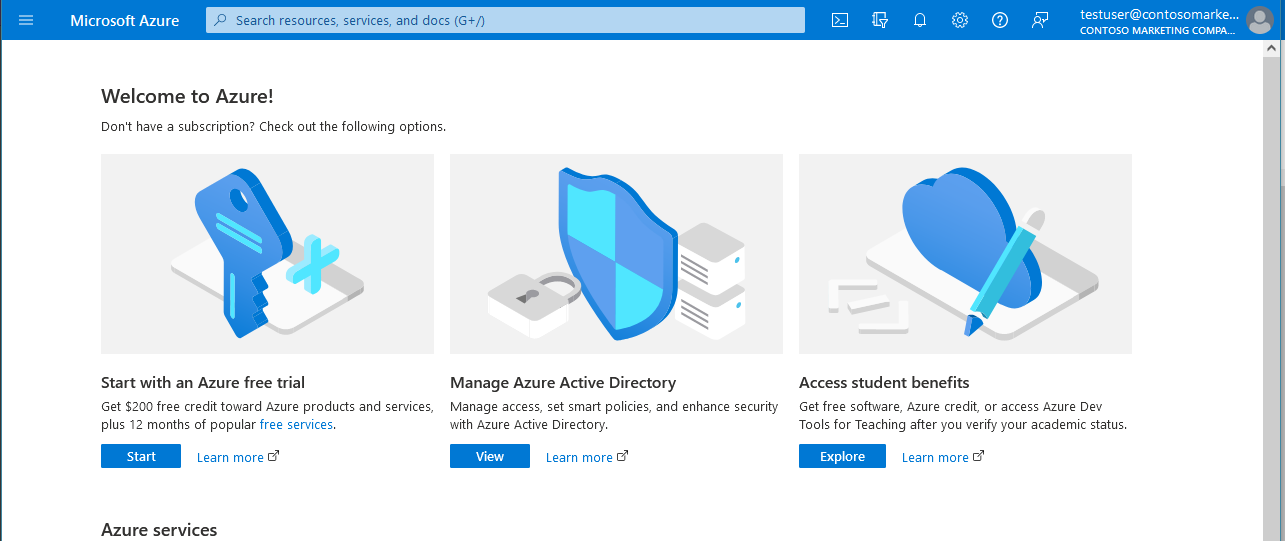 Microsoft Azure
Search resources, services, and docs (G+/)
testuser@contosomarke...
CONTOSO MARKETING COMPA...
Welcome to Azure!
Don't have a subscription? Check out the following options.
Start with an Azure free trial
Get $200 free credit toward Azure products and services,
plus 12 months of popular free services.
Start
Learn more
Manage Azure Active Directory
Manage access, set smart policies, and enhance security
with Azure Active Directory.
View
Learn more
Access student benefits
Get free software, Azure credit, or access Azure Dev
Tools for Teaching after you verify your academic status.
Explore
Learn more
Azure services